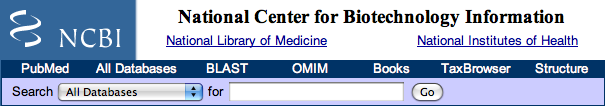 NCBI
National Center for Biotechnology Information
National Library of Medicine National Institutes of Health
PubMed All Databases BLAST OMIM Books TaxBrowser Structure
Search All Databases for Go